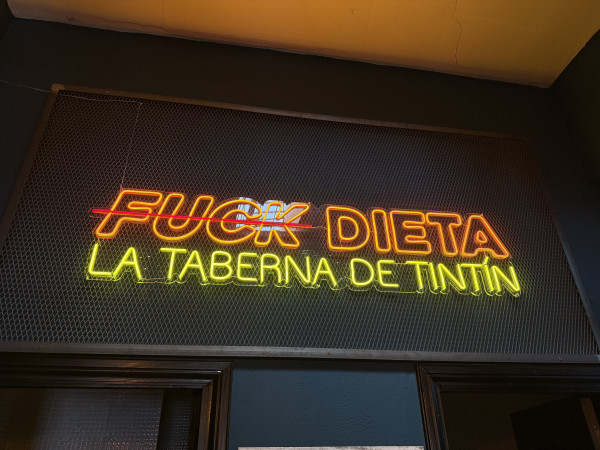 FUCK DIETA
LA TABERNA DE TINTÍN